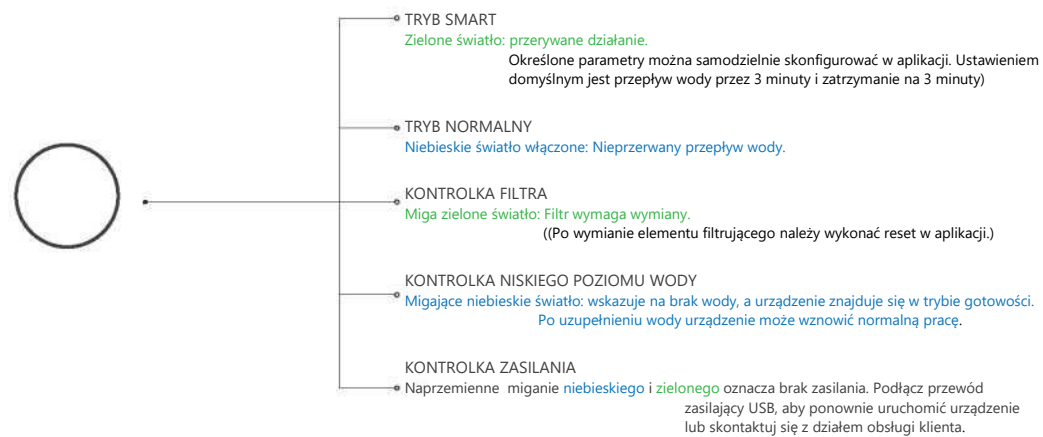 TRYB SMART
Zielone światło: przerywane działanie.
Określone parametry można samodzielnie skonfigurować w aplikacji. Ustawieniem
domyślnym jest przepływ wody przez 3 minuty i zatrzymanie na 3 minuty)
TRYB NORMALNY
Niebieskie światło włączone: Nieprzerwany przepływ wody.
KONTROLKA FILTRA
Miga zielone światło: Filtr wymaga wymiany.
((Po wymianie elementu filtrującego należy wykonać reset w aplikacji.)
KONTROLKA NISKIEGO POZIOMU WODY
Migające niebieskie światło: wskazuje na brak wody, a urządzenie znajduje się w trybie gotowości.
Po uzupełnieniu wody urządzenie może wznowić normalną pracę.
KONTROLKA ZASILANIA
Naprzemienne miganie niebieskiego i zielonego oznacza brak zasilania. Podłącz przewód
zasilający USB, aby ponownie uruchomić urządzenie
lub skontaktuj się z działem obsługi klienta.